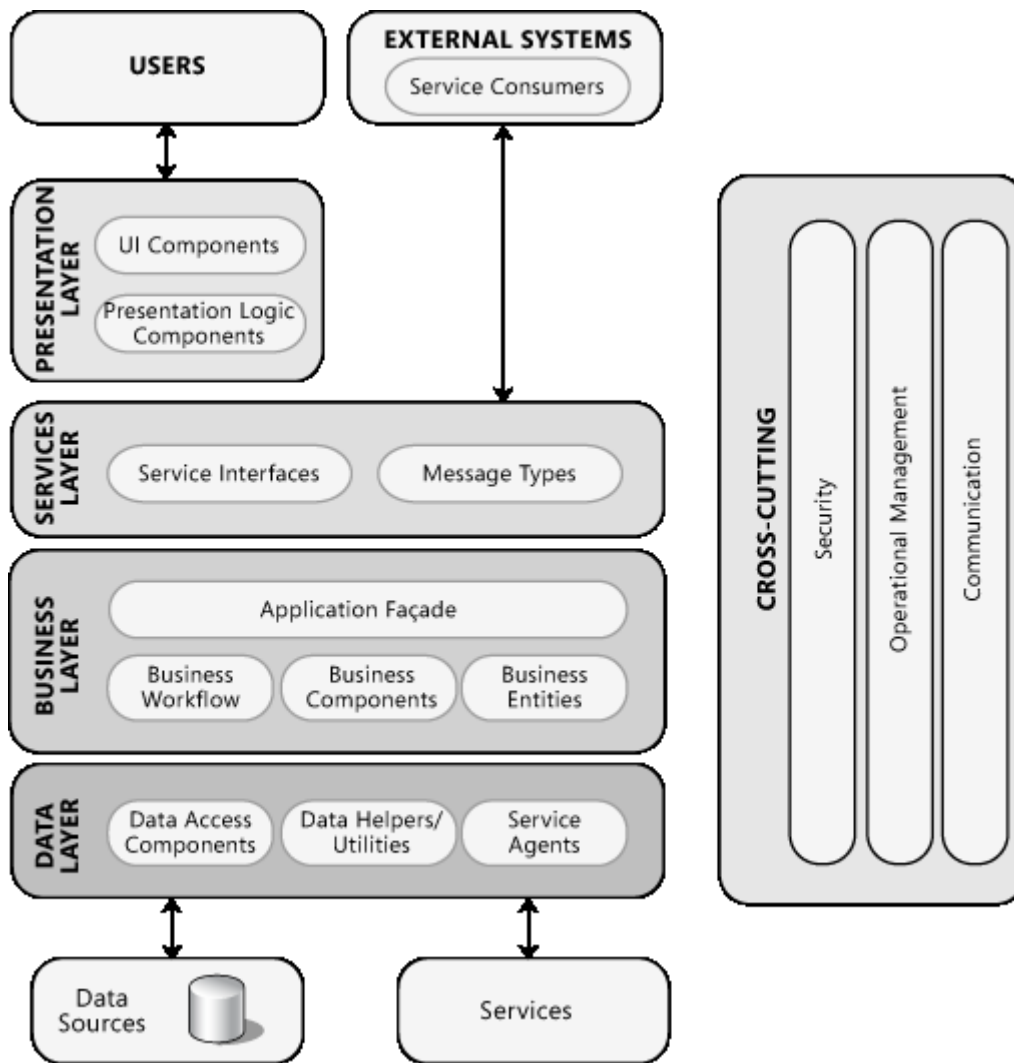 USERS
EXTERNAL SYSTEMS
Service Consumers
PRESENTATION
LAYER
UI Components
Presentation Logic
Components
SERVICES
LAYER
Service Interfaces
Message Types
BUSINESS
LAYER
Application Façade
Business
Workflow
Business
Components
Business
Entities
DATA
LAYER
Data Access
Components
Data Helpers/
Utilities
Service
Agents
Data
Sources
Services
CROSS-CUTTING
Security
Operational Management
Communication